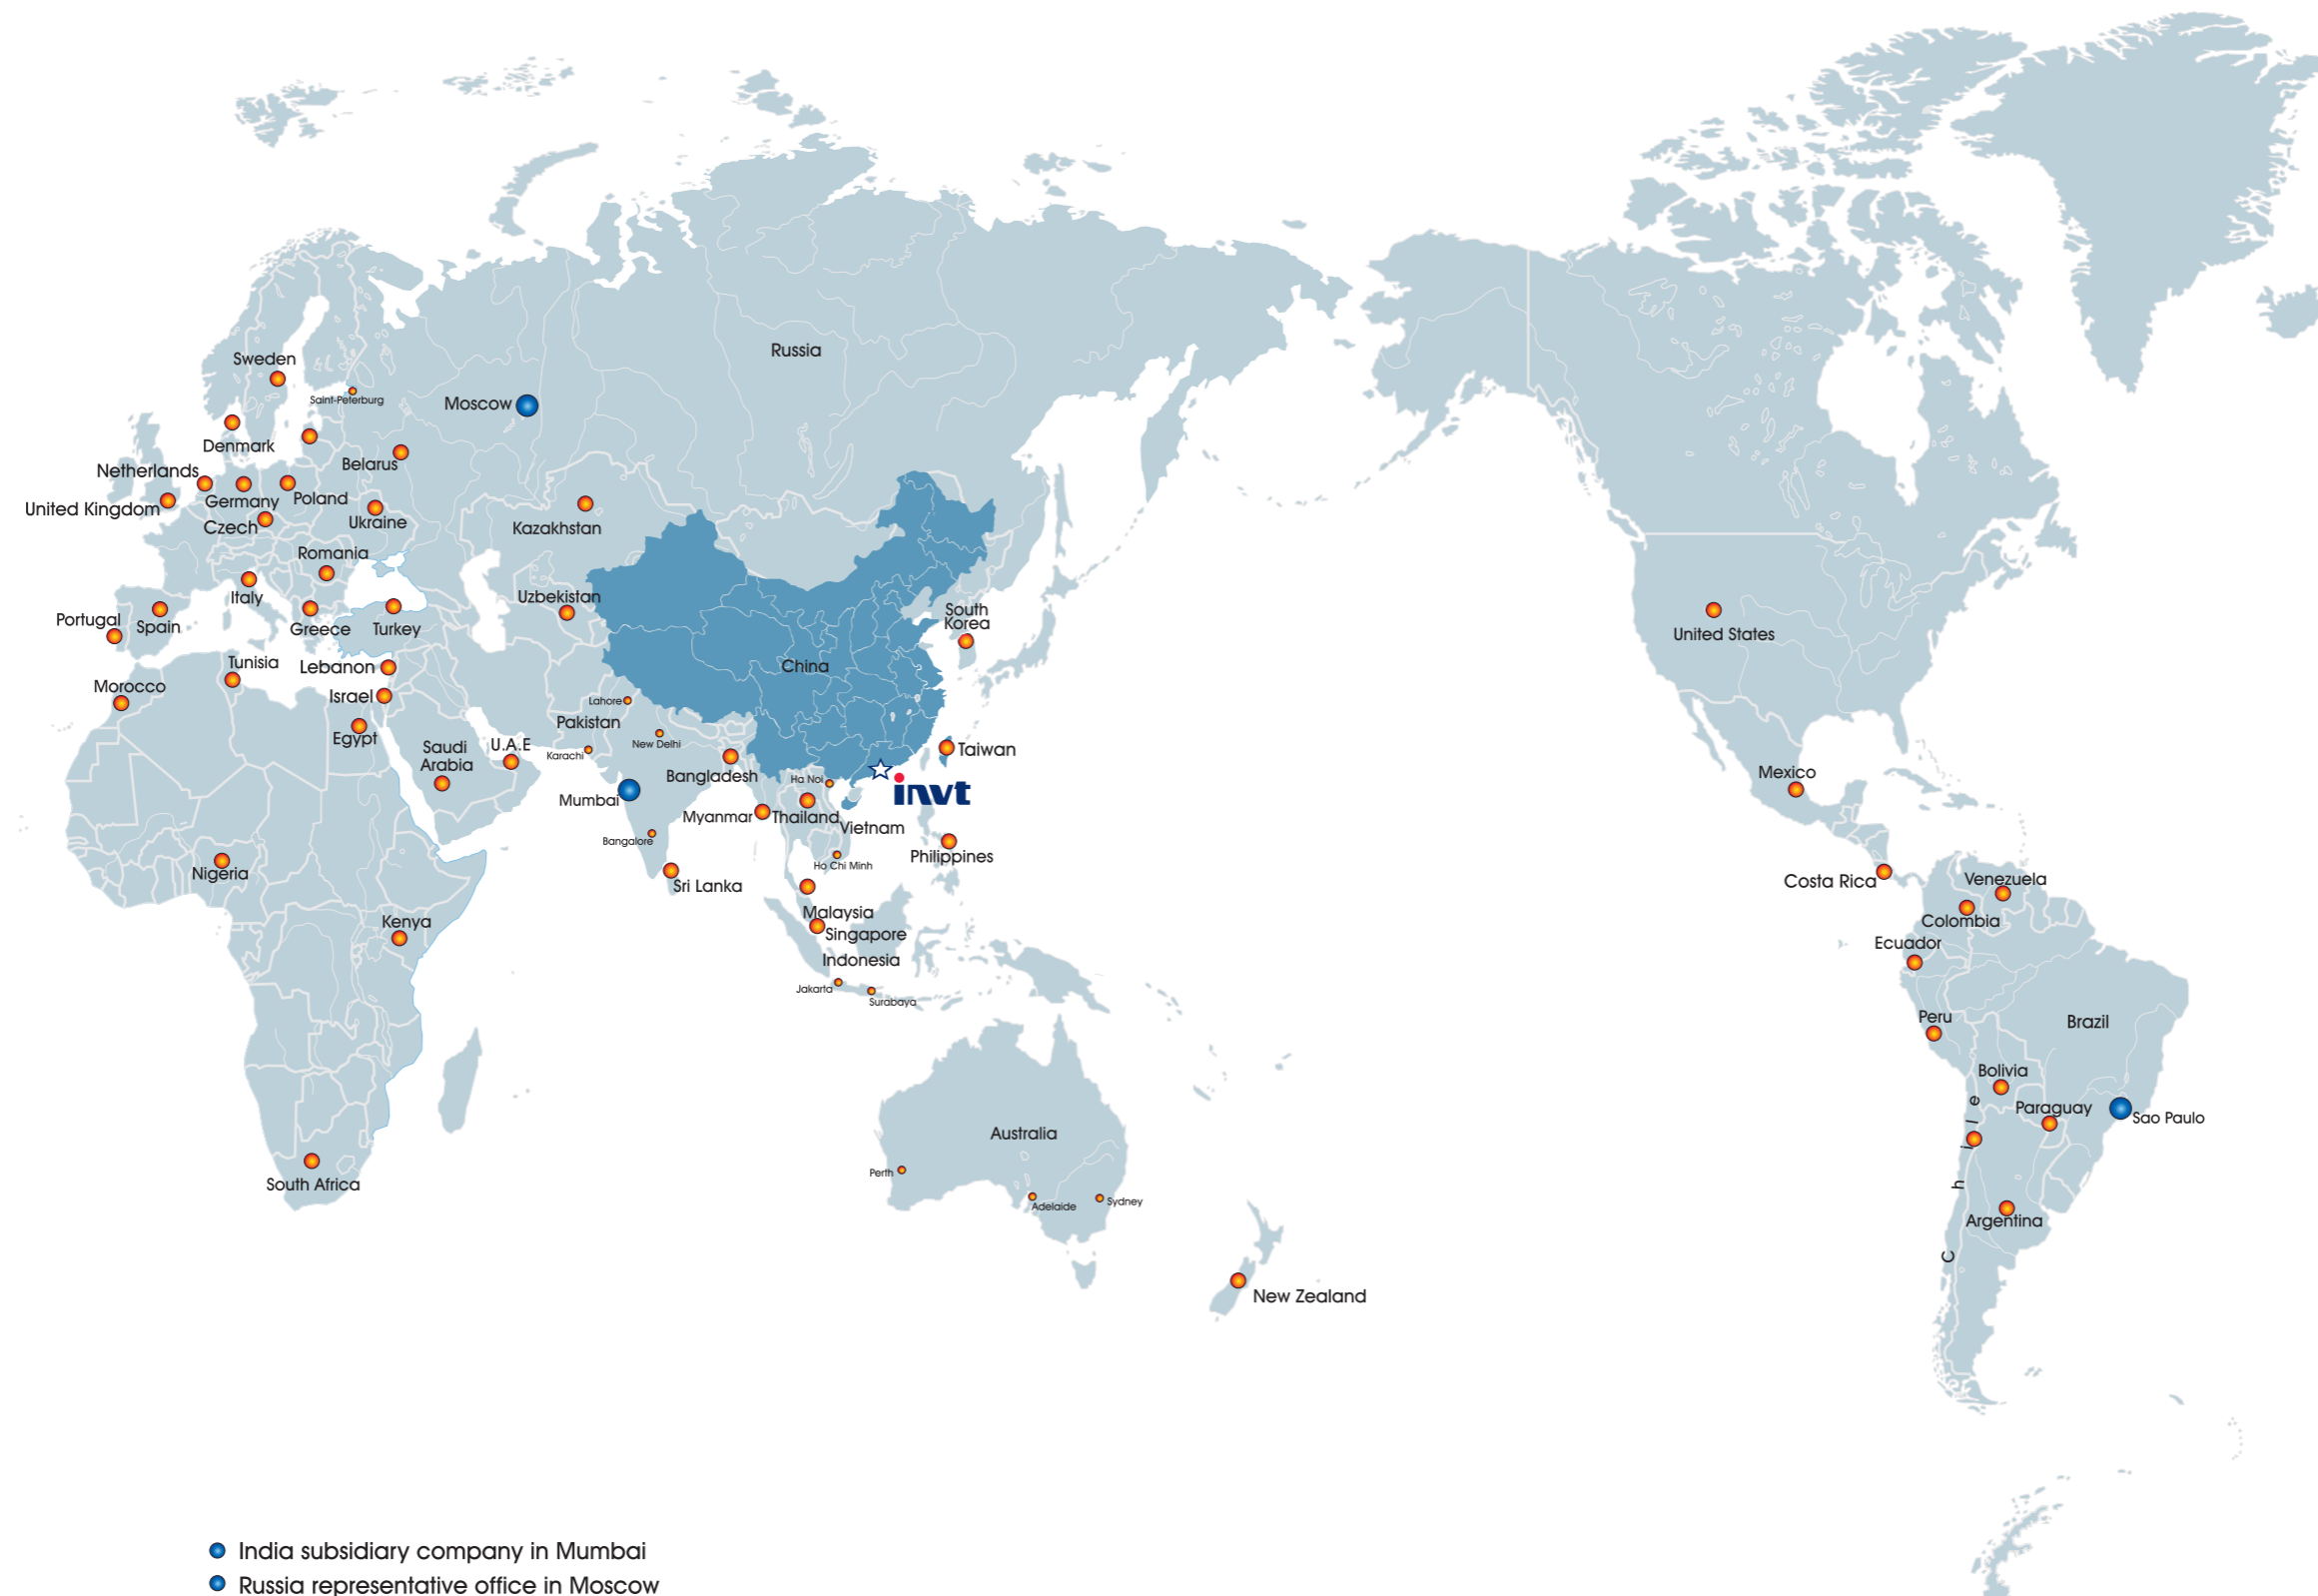 Russia
Sweden
Saint-Peterburg
Moscow
Denmark
Belarus
Netherlands
Germany
Poland
United Kingdom
Czech
Ukraine
Kazakhstan
Romania
Italy
Uzbekistan
Portugal
Spain
Greece
Turkey
South
Korea
United States
China
Tunisia
Lebanon
Morocco
Israel
Lahore
Pakistan
Egypt
New Delhi
Karachi
Saudi
Arabia
U.A.E
Bangladesh
Taiwan
Ha Noi
invt
Mexico
Mumbai
Myanmar
Thailand
Vietnam
Bangalore
Philippines
Ho Chi Minh
Nigeria
Sri Lanka
Costa Rica
Venezuela
Malaysia
Colombia
Kenya
Singapore
Ecuador
Indonesia
Jakarta
Surabaya
Peru
Brazil
Bolivia
Chile
Paraguay
Sao Paulo
Australia
Perth
South Africa
Adelaide
Sydney
Argentina
New Zealand
India subsidiary company in Mumbai
Russia representative office in Moscow